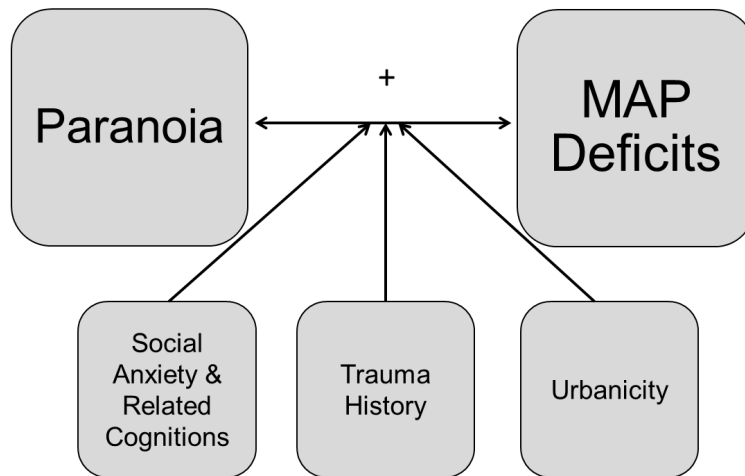 +
Paranoia
MAP
Deficits
Social
Anxiety &
Related
Cognitions
Trauma
History
Urbanicity